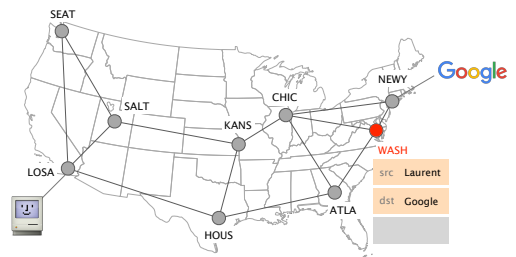 SEAT
Google
NEWY
CHIC
SALT
KANS
WASH
LOSA
src Laurent
dst Google
ATLA
HOUS